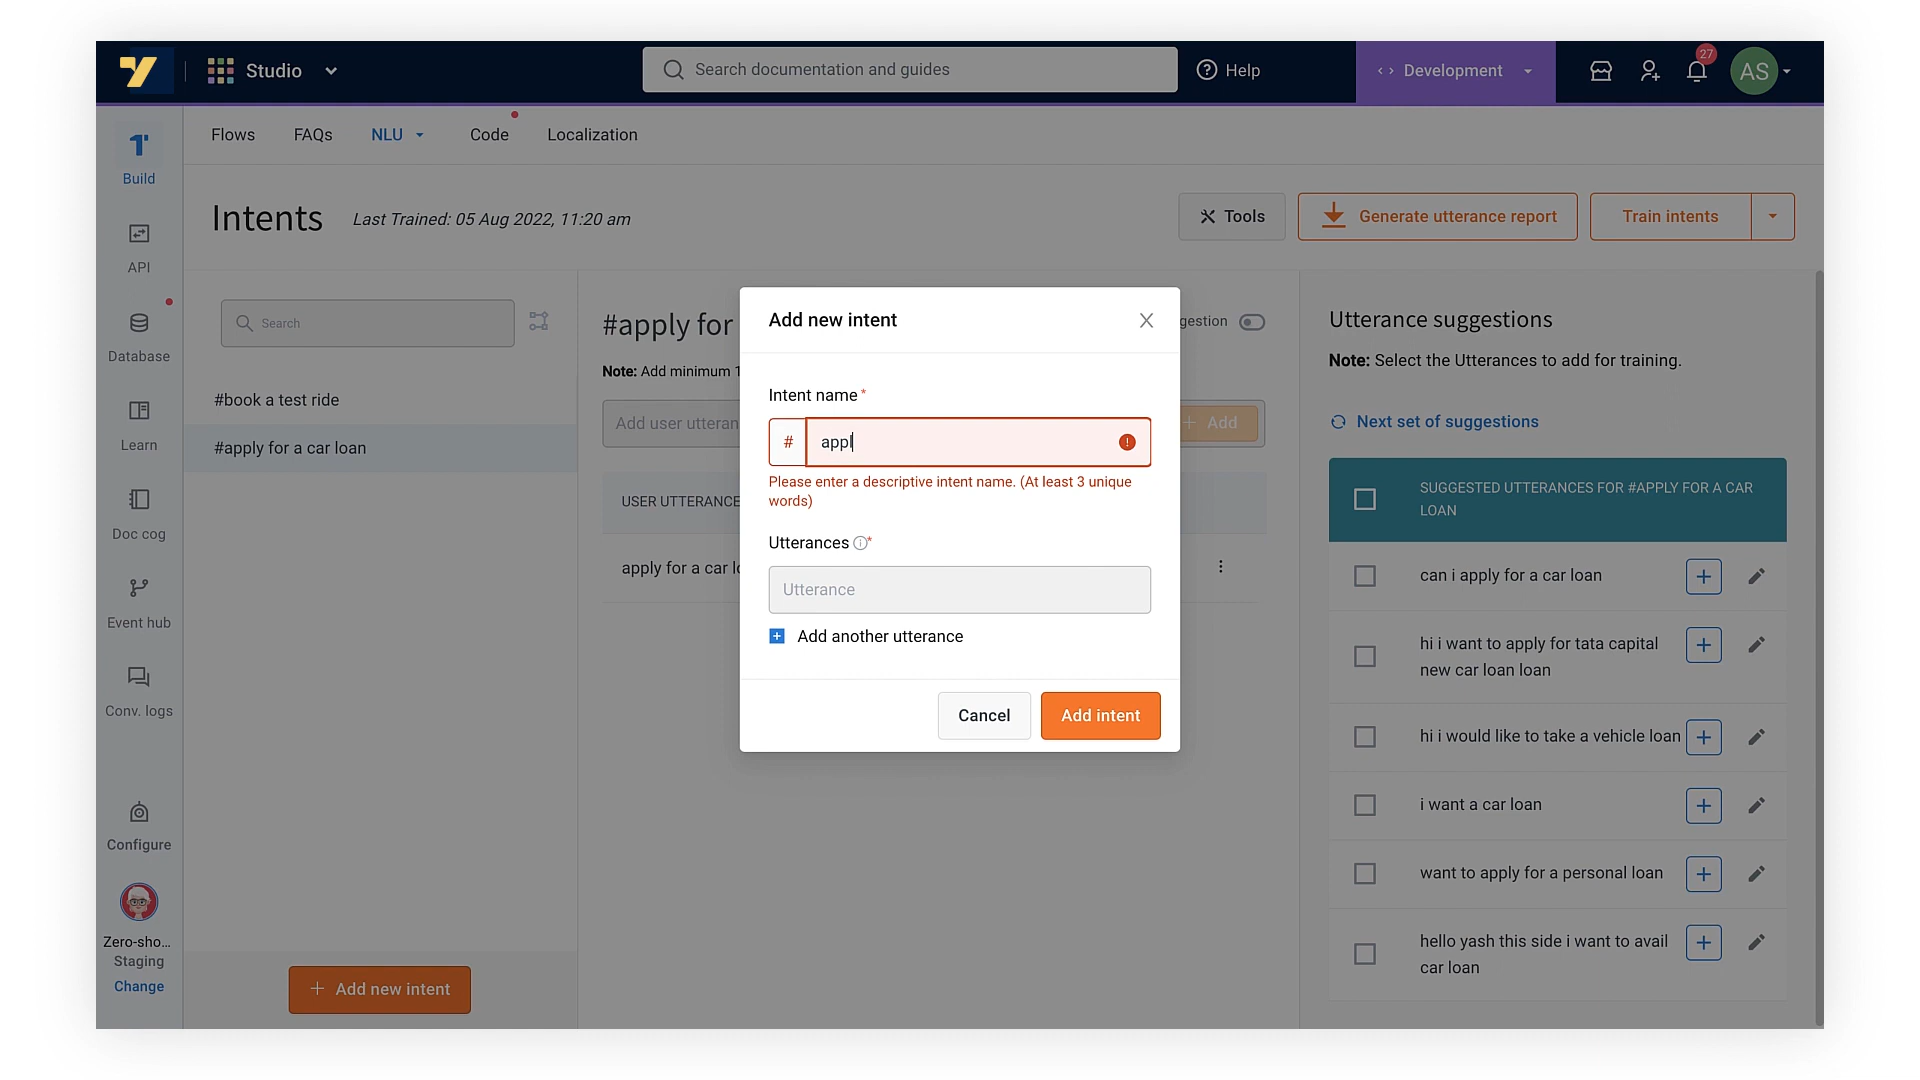 Studio
Search documentation and guides
Help
Development
27
AS
Flows
FAQs
NLU
Code
Localization
Build
API
Database
Learn
Doc cog
Event hub
Conv. logs
Configure
Zero-sho...
Staging
Change
Intents
Last Trained: 05 Aug 2022, 11:20 am
Tools
Generate utterance report
Train intents
Search
#book a test ride
#apply for a car loan
+ Add new intent
#apply for
gestion
Note: Add minimum 1
Add user utteran
+ Add
USER UTTERANCE
apply for a car lo
Add new intent
Intent name *
# appl
Please enter a descriptive intent name. (At least 3 unique
words)
Utterances *
Utterance
Add another utterance
Cancel
Add intent
Utterance suggestions
Note: Select the Utterances to add for training.
Next set of suggestions
SUGGESTED UTTERANCES FOR #APPLY FOR A CAR
LOAN
can i apply for a car loan
hi i want to apply for tata capital
new car loan loan
hi i would like to take a vehicle loan
i want a car loan
want to apply for a personal loan
hello yash this side i want to avail
car loan